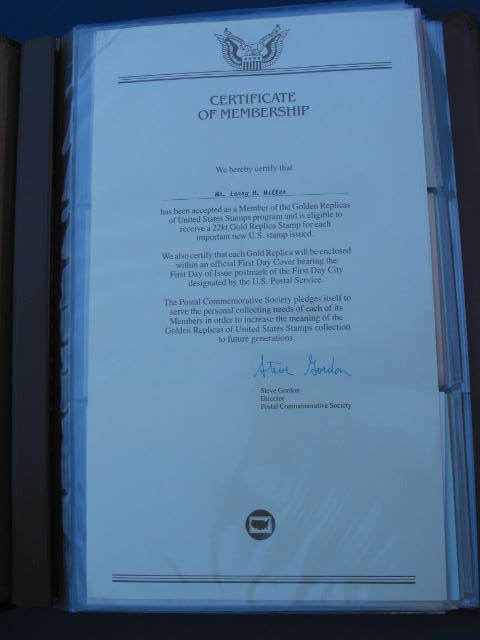 CERTIFICATE
OF MEMBERSHIP
We hereby certify that
Mr. Larry H. Miller
has been accepted as a Member of the Golden Replicas
of United States Stamps program and is eligible to
receive a 22kt Gold Replica Stamp for each
important new U.S. stamp issued.
We also certify that each Gold Replica will be enclosed
within an official First Day Cover bearing the
First Day of Issue postmark of the First Day City
designated by the U.S. Postal Service.
The Postal Commemorative Society pledges itself to
serve the personal collecting needs of each of its
Members in order to increase the meaning of the
Golden Replicas of United States Stamps collection
to future generations.
Steve Gordon
Steve Gordon
Director
Postal Commemorative Society